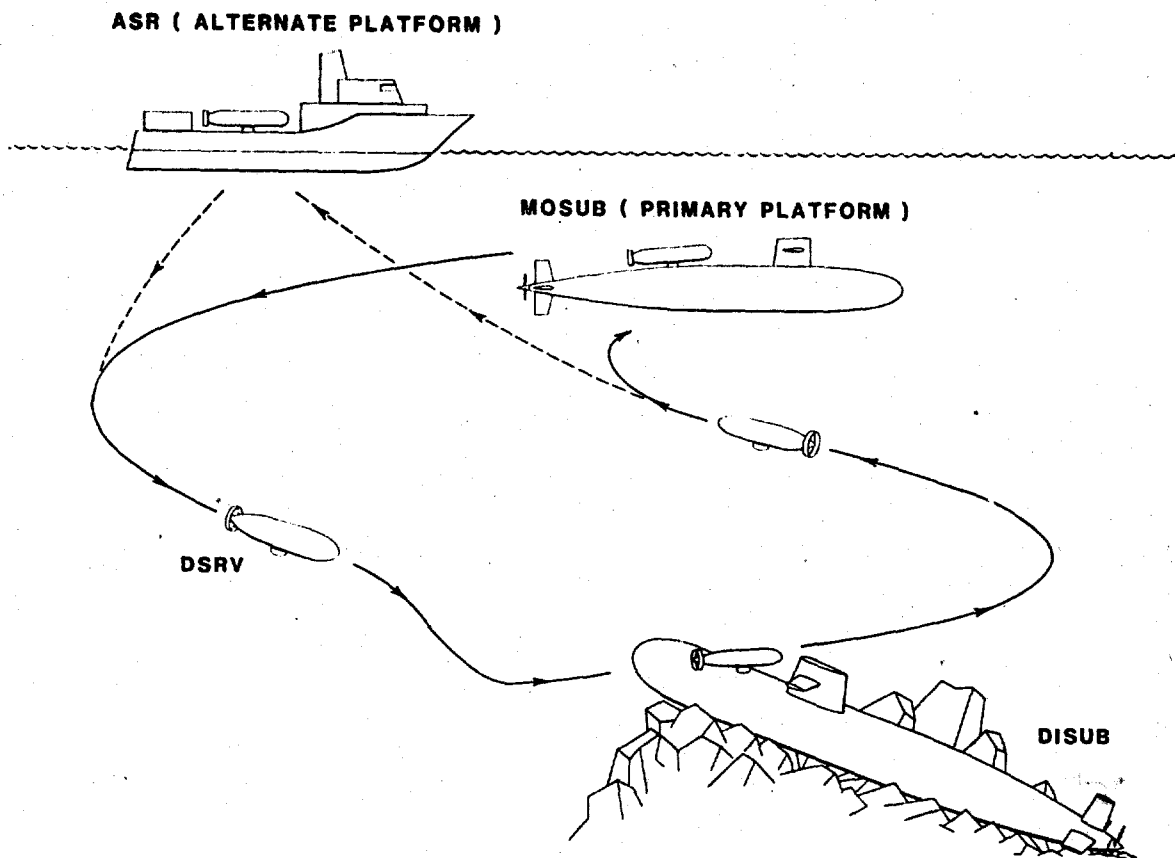 ASR ( ALTERNATE PLATFORM )
MOSUB ( PRIMARY PLATFORM )
DSRV
DISUB